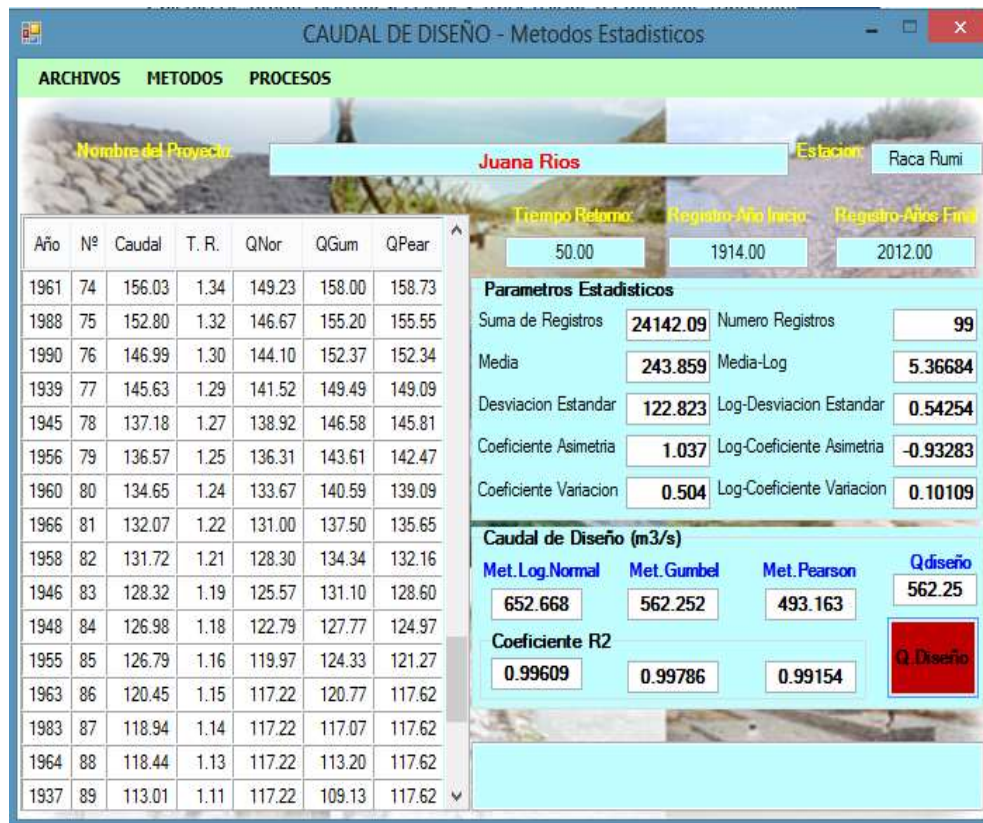 CAUDAL DE DISEÑO - Metodos Estadisticos
ARCHIVOS METODOS PROCESOS
Nombre del Proyecto: Juana Rios Estacion: Raca Rumi
Tiempo Retorno: Registro-Año Inicio: Registro-Años Final
50.00 1914.00 2012.00
Año Nº Caudal T. R. QNor QGum QPear
1961 74 156.03 1.34 149.23 158.00 158.73
1988 75 152.80 1.32 146.67 155.20 155.55
1990 76 146.99 1.30 144.10 152.37 152.34
1939 77 145.63 1.29 141.52 149.49 149.09
1945 78 137.18 1.27 138.92 146.58 145.81
1956 79 136.57 1.25 136.31 143.61 142.47
1960 80 134.65 1.24 133.67 140.59 139.09
1966 81 132.07 1.22 131.00 137.50 135.65
1958 82 131.72 1.21 128.30 134.34 132.16
1946 83 128.32 1.19 125.57 131.10 128.60
1948 84 126.98 1.18 122.79 127.77 124.97
1955 85 126.79 1.16 119.97 124.33 121.27
1963 86 120.45 1.15 117.22 120.77 117.62
1983 87 118.94 1.14 117.22 117.07 117.62
1964 88 118.44 1.13 117.22 113.20 117.62
1937 89 113.01 1.11 117.22 109.13 117.62
Parametros Estadisticos
Suma de Registros 24142.09 Numero Registros 99
Media 243.859 Media-Log 5.36684
Desviacion Estandar 122.823 Log-Desviacion Estandar 0.54254
Coeficiente Asimetria 1.037 Log-Coeficiente Asimetria -0.93283
Coeficiente Variacion 0.504 Log-Coeficiente Variacion 0.10109
Caudal de Diseño (m3/s)
Met.Log.Normal Met.Gumbel Met.Pearson Qdiseño
652.668 562.252 493.163 562.25
Coeficiente R2
0.99609 0.99786 0.99154
Q.Diseño